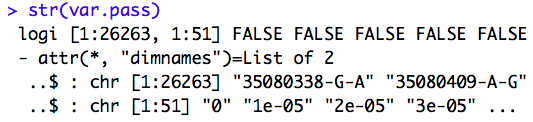 > str(var.pass)
logi [1:26263, 1:51] FALSE FALSE FALSE FALSE FALSE
- attr(*, "dimnames")=List of 2
..$ : chr [1:26263] "35080338-G-A" "35080409-A-G"
..$ : chr [1:51] "0" "1e-05" "2e-05" "3e-05" ...